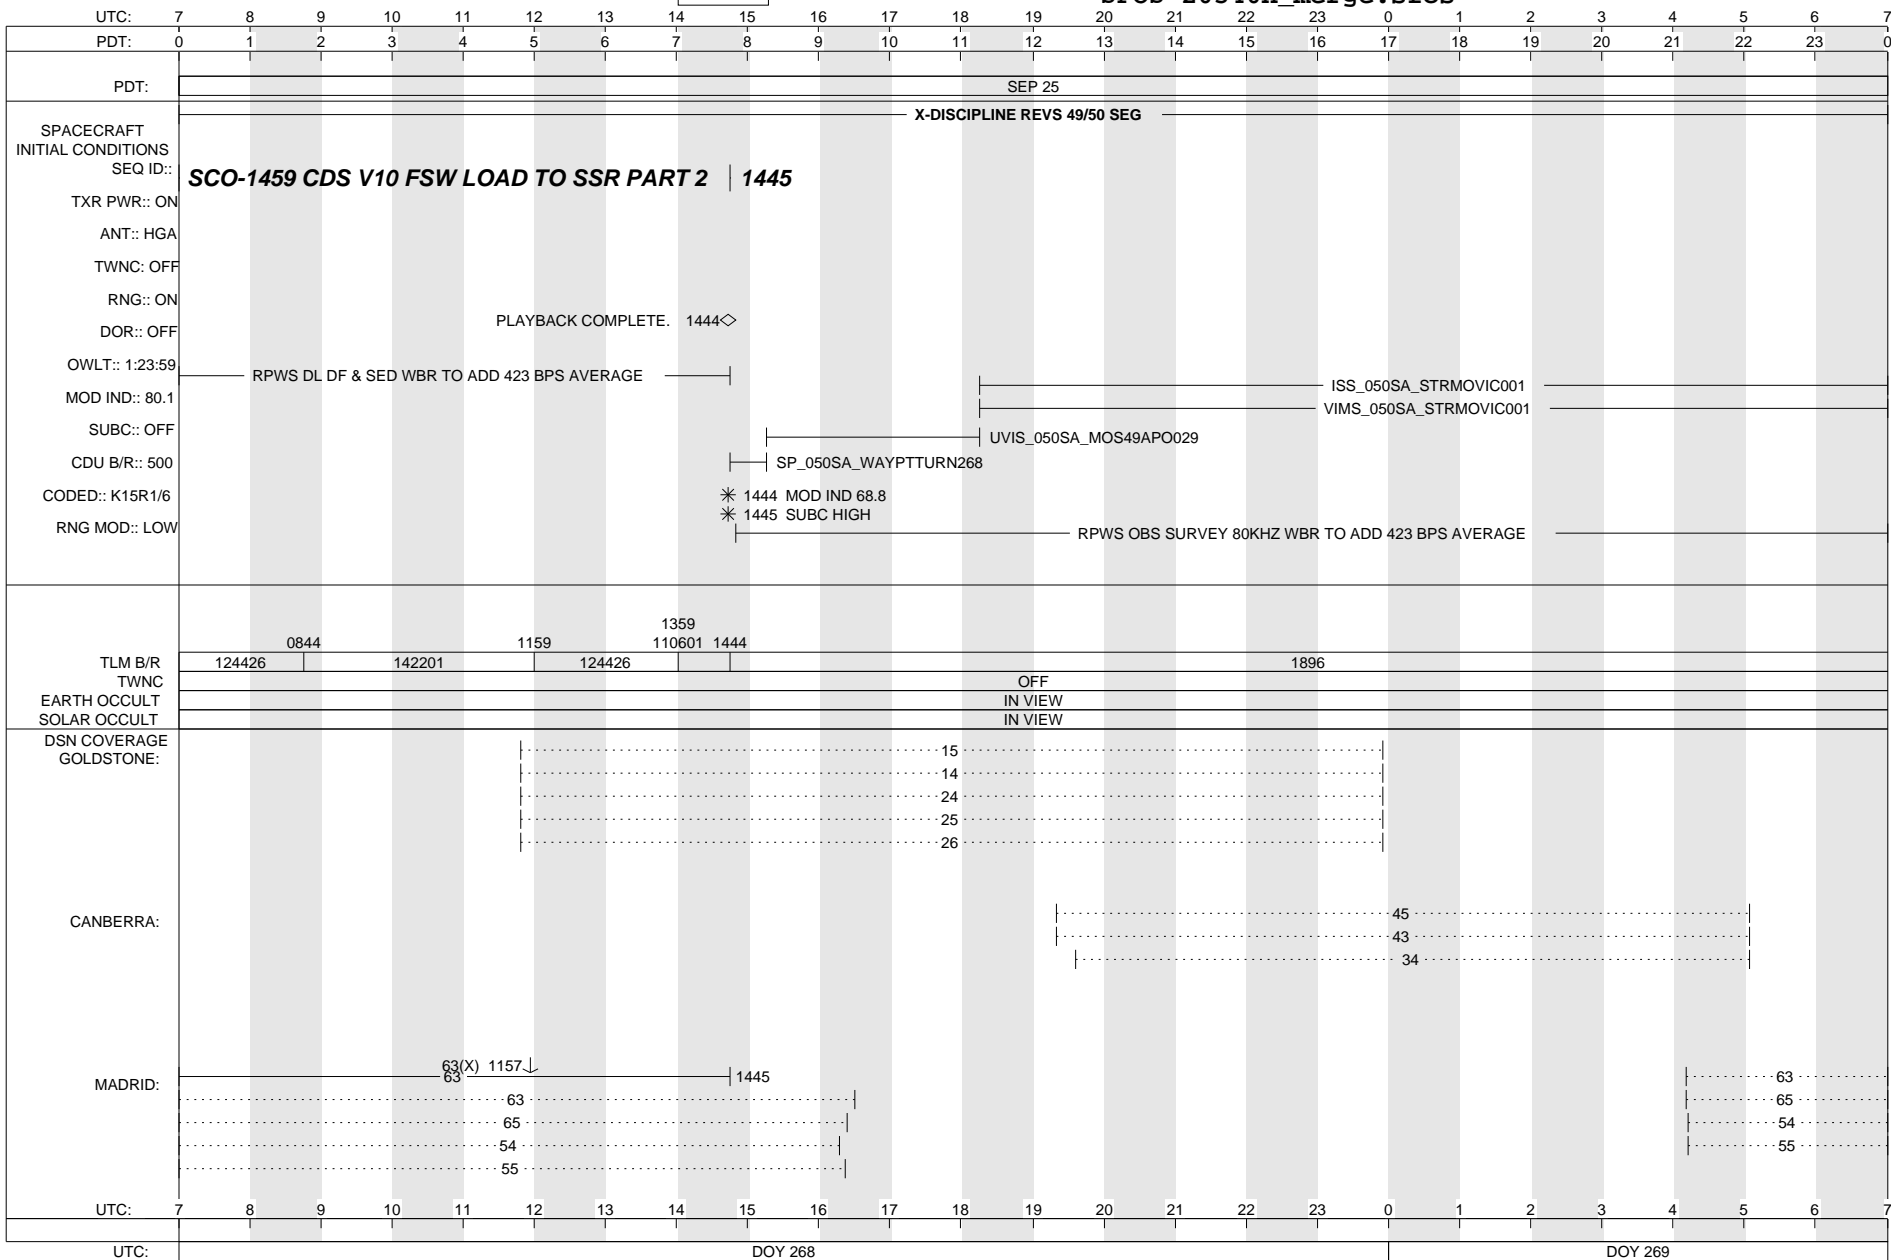 UTC: 7 8 9 10 11 12 13 14 15 16 17 18 19 20 21 22 23 0 1 2 3 4 5 6 7
PDT: 0 1 2 3 4 5 6 7 8 9 10 11 12 13 14 15 16 17 18 19 20 21 22 23 0
PDT: SEP 25
X-DISCIPLINE REVS 49/50 SEG
SPACECRAFT
INITIAL CONDITIONS
SEQ ID::
SCO-1459 CDS V10 FSW LOAD TO SSR PART 2 1445
TXR PWR:: ON
ANT:: HGA
TWNC: OFF
RNG:: ON
PLAYBACK COMPLETE. 1444
DOR:: OFF
OWLT:: 1:23:59
RPWS DL DF & SED WBR TO ADD 423 BPS AVERAGE
ISS_050SA_STRMOVIC001
MOD IND:: 80.1
VIMS_050SA_STRMOVIC001
SUBC:: OFF
UVIS_050SA_MOS49APO029
CDU B/R:: 500
SP_050SA_WAYPTTURN268
CODED:: K15R1/6
1444 MOD IND 68.8
1445 SUBC HIGH
RNG MOD:: LOW
RPWS OBS SURVEY 80KHZ WBR TO ADD 423 BPS AVERAGE
1359
0844 1159 110601 1444
TLM B/R 124426 142201 124426 1896
TWNC OFF
EARTH OCCULT IN VIEW
SOLAR OCCULT IN VIEW
DSN COVERAGE
GOLDSTONE:
15
14
24
25
26
CANBERRA:
45
43
34
63(X) 1157
MADRID:
63 1445 63
63 65
65 54
54 55
55
UTC: 7 8 9 10 11 12 13 14 15 16 17 18 19 20 21 22 23 0 1 2 3 4 5 6 7
UTC: DOY 268 DOY 269